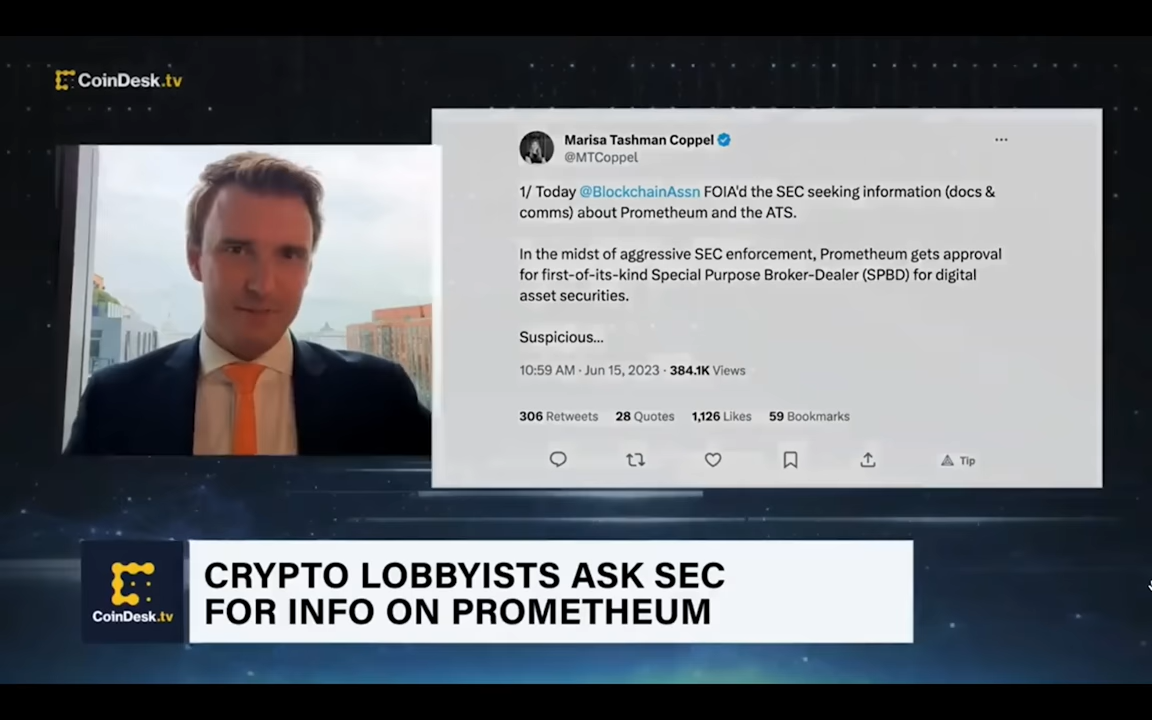 CoinDesk.tv
Marisa Tashman Coppel
@MTCoppel
1/ Today @BlockchainAssn FOIA'd the SEC seeking information (docs &
comms) about Prometheum and the ATS.
In the midst of aggressive SEC enforcement, Prometheum gets approval
for first-of-its-kind Special Purpose Broker-Dealer (SPBD) for digital
asset securities.
Suspicious...
10:59 AM · Jun 15, 2023 · 384.1K Views
306 Retweets 28 Quotes 1,126 Likes 59 Bookmarks
Tip
CRYPTO LOBBYISTS ASK SEC
FOR INFO ON PROMETHEUM
CoinDesk.tv